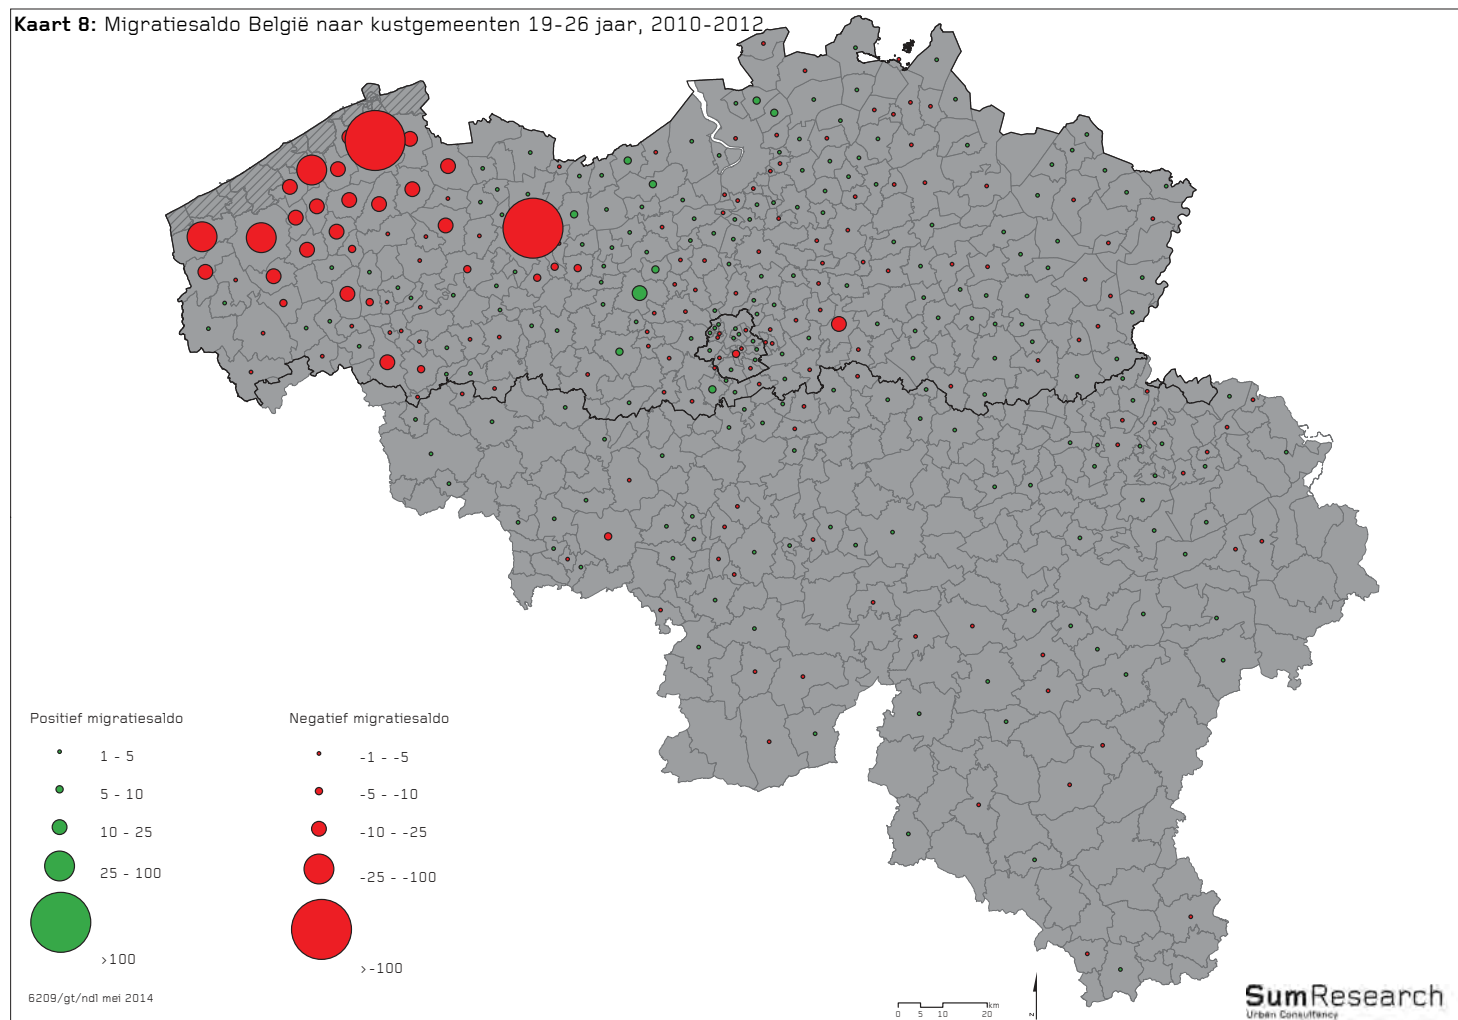 Kaart 8: Migratiesaldo België naar kustgemeenten 19-26 jaar, 2010-2012
Positief migratiesaldo
1 - 5
5 - 10
10 - 25
25 - 100
>100
Negatief migratiesaldo
-1 - -5
-5 - -10
-10 - -25
-25 - -100
>-100
6209/gt/ndl mei 2014
0 5 10 20 km
N
SumResearch
Urban Consultancy